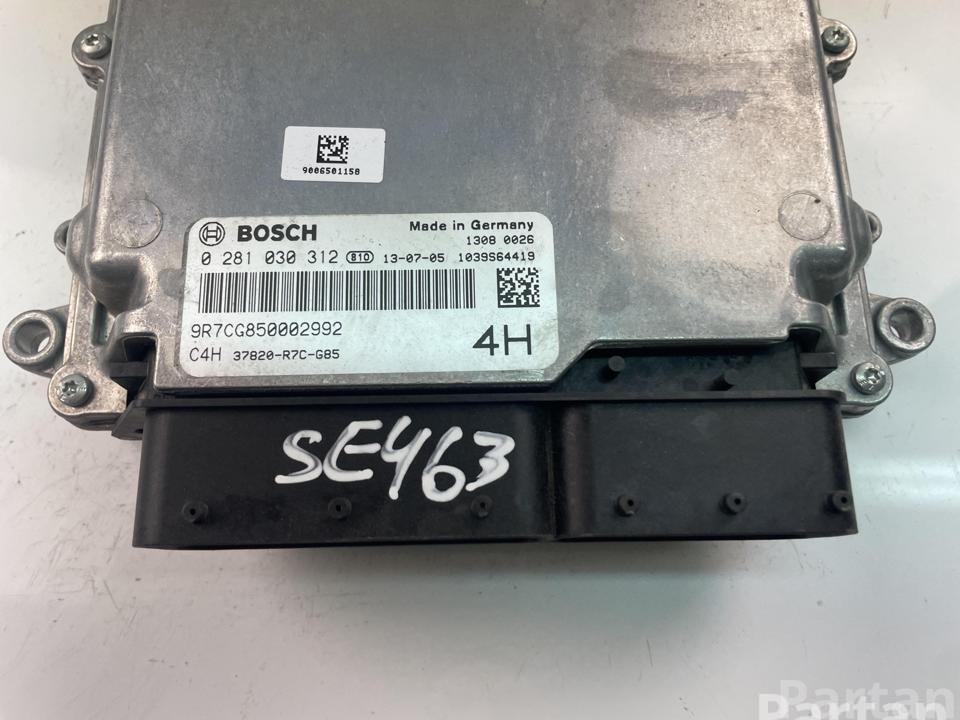 9006501158
BOSCH
Made in Germany
1308 0026
0 281 030 312 810 13-07-05 1039S64419
9R7CG850002992
C4H 37820-R7C-G85
4H
SE463
Partan
Partan